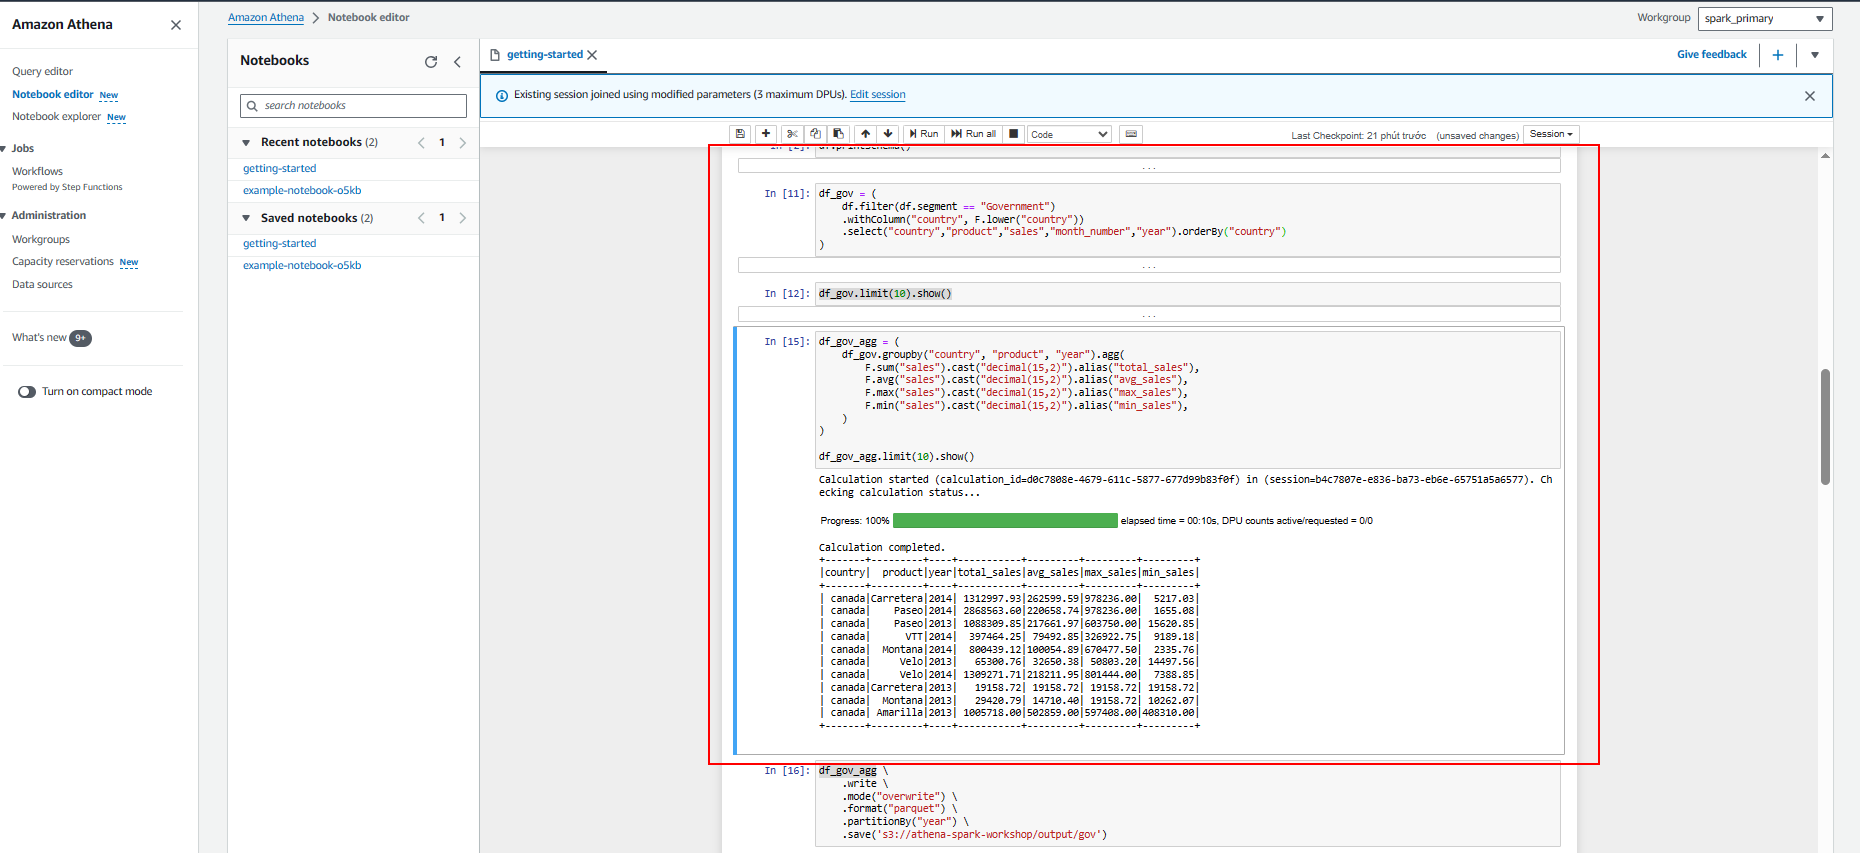 Amazon Athena
Query editor
Notebook editor New
Notebook explorer New
Jobs
Workflows
Powered by Step Functions
Administration
Workgroups
Capacity reservations New
Data sources
What's new 9+
Turn on compact mode
Amazon Athena > Notebook editor
Workgroup spark_primary
Notebooks
search notebooks
Recent notebooks (2) 1
getting-started
example-notebook-o5kb
Saved notebooks (2) 1
getting-started
example-notebook-o5kb
getting-started
Give feedback
Existing session joined using modified parameters (3 maximum DPUs). Edit session
Run Run all Code Last Checkpoint: 21 phút trước (unsaved changes) Session
In [2]: df.printSchema()
...
In [11]: df_gov = (
df.filter(df.segment == "Government")
.withColumn("country", F.lower("country"))
.select("country","product","sales","month_number","year").orderBy("country")
)
...
In [12]: df_gov.limit(10).show()
...
In [15]: df_gov_agg = (
df_gov.groupby("country", "product", "year").agg(
F.sum("sales").cast("decimal(15,2)").alias("total_sales"),
F.avg("sales").cast("decimal(15,2)").alias("avg_sales"),
F.max("sales").cast("decimal(15,2)").alias("max_sales"),
F.min("sales").cast("decimal(15,2)").alias("min_sales"),
)
)
df_gov_agg.limit(10).show()
Calculation started (calculation_id=d0c7808e-4679-611c-5877-677d99b83f0f) in (session=b4c7807e-e836-ba73-eb6e-65751a5a6577). Ch
ecking calculation status...
Progress: 100% elapsed time = 00:10s, DPU counts active/requested = 0/0
Calculation completed.
+-------+---------+----+-----------+---------+---------+---------+
|country|  product|year|total_sales|avg_sales|max_sales|min_sales|
+-------+---------+----+-----------+---------+---------+---------+
| canada|Carretera|2014| 1312997.93|262599.59|978236.00|  5217.03|
| canada|    Paseo|2014| 2868563.60|220658.74|978236.00|  1655.08|
| canada|    Paseo|2013| 1088309.85|217661.97|603750.00| 15620.85|
| canada|      VTT|2014|  397464.25| 79492.85|326922.75|  9189.18|
| canada|  Montana|2014|  800439.12|100054.89|670477.50|  2335.76|
| canada|     Velo|2013|   65300.76| 32650.38| 50803.20| 14497.56|
| canada|     Velo|2014| 1309271.71|218211.95|801444.00|  7388.85|
| canada|Carretera|2013|   19158.72| 19158.72| 19158.72| 19158.72|
| canada|  Montana|2013|   29420.79| 14710.40| 19158.72| 10262.07|
| canada| Amarilla|2013| 1005718.00|502859.00|597408.00|408310.00|
+-------+---------+----+-----------+---------+---------+---------+
In [16]: df_gov_agg \
.write \
.mode("overwrite") \
.format("parquet") \
.partitionBy("year") \
.save('s3://athena-spark-workshop/output/gov')